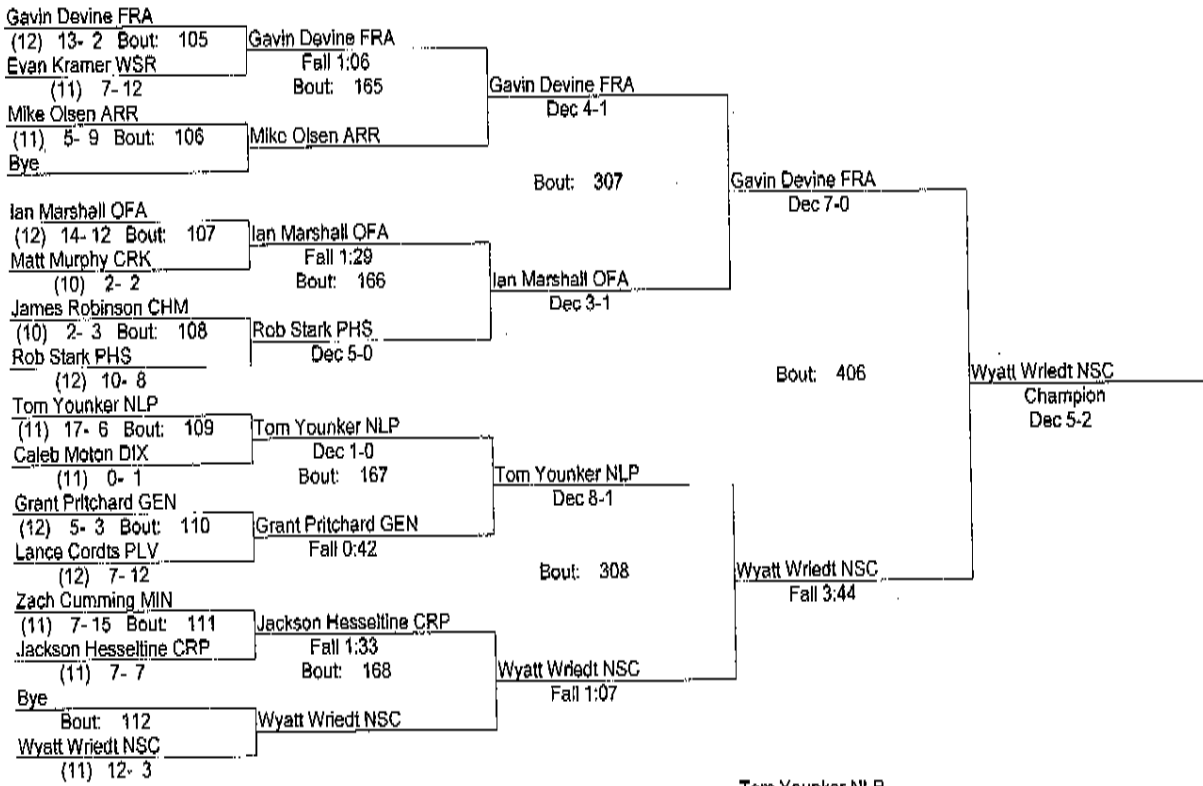 Gavin Devine FRA
(12) 13- 2 Bout: 105
Evan Kramer WSR
(11) 7-12
Mike Olsen ARR
(11) 5- 9 Bout: 106
Bye
Ian Marshall OFA
(12) 14- 12 Bout: 107
Matt Murphy CRK
(10) 2- 2
James Robinson CHM
(10) 2- 3 Bout: 108
Rob Stark PHS
(12) 10- 8
Tom Younker NLP
(11) 17- 6 Bout: 109
Caleb Moton DIX
(11) 0- 1
Grant Pritchard GEN
(12) 5- 3 Bout: 110
Lance Cordts PLV
(12) 7-12
Zach Cumming MIN
(11) 7-15 Bout: 111
Jackson Hesseltine CRP
(11) 7- 7
Bye
Bout: 112
Wyatt Wriedt NSC
(11) 12- 3
Gavin Devine FRA
Fall 1:06
Bout: 165
Mike Olsen ARR
Ian Marshall OFA
Fall 1:29
Bout: 166
Rob Stark PHS
Dec 5-0
Tom Younker NLP
Dec 1-0
Bout: 167
Grant Pritchard GEN
Fall 0:42
Jackson Hesseltine CRP
Fall 1:33
Bout: 168
Wyatt Wriedt NSC
Gavin Devine FRA
Dec 4-1
Bout: 307
Ian Marshall OFA
Dec 3-1
Tom Younker NLP
Dec 8-1
Bout: 308
Wyatt Wriedt NSC
Fall 1:07
Gavin Devine FRA
Dec 7-0
Bout: 406
Wyatt Wriedt NSC
Fall 3:44
Wyatt Wriedt NSC
Champion
Dec 5-2
Tom Younker NLP